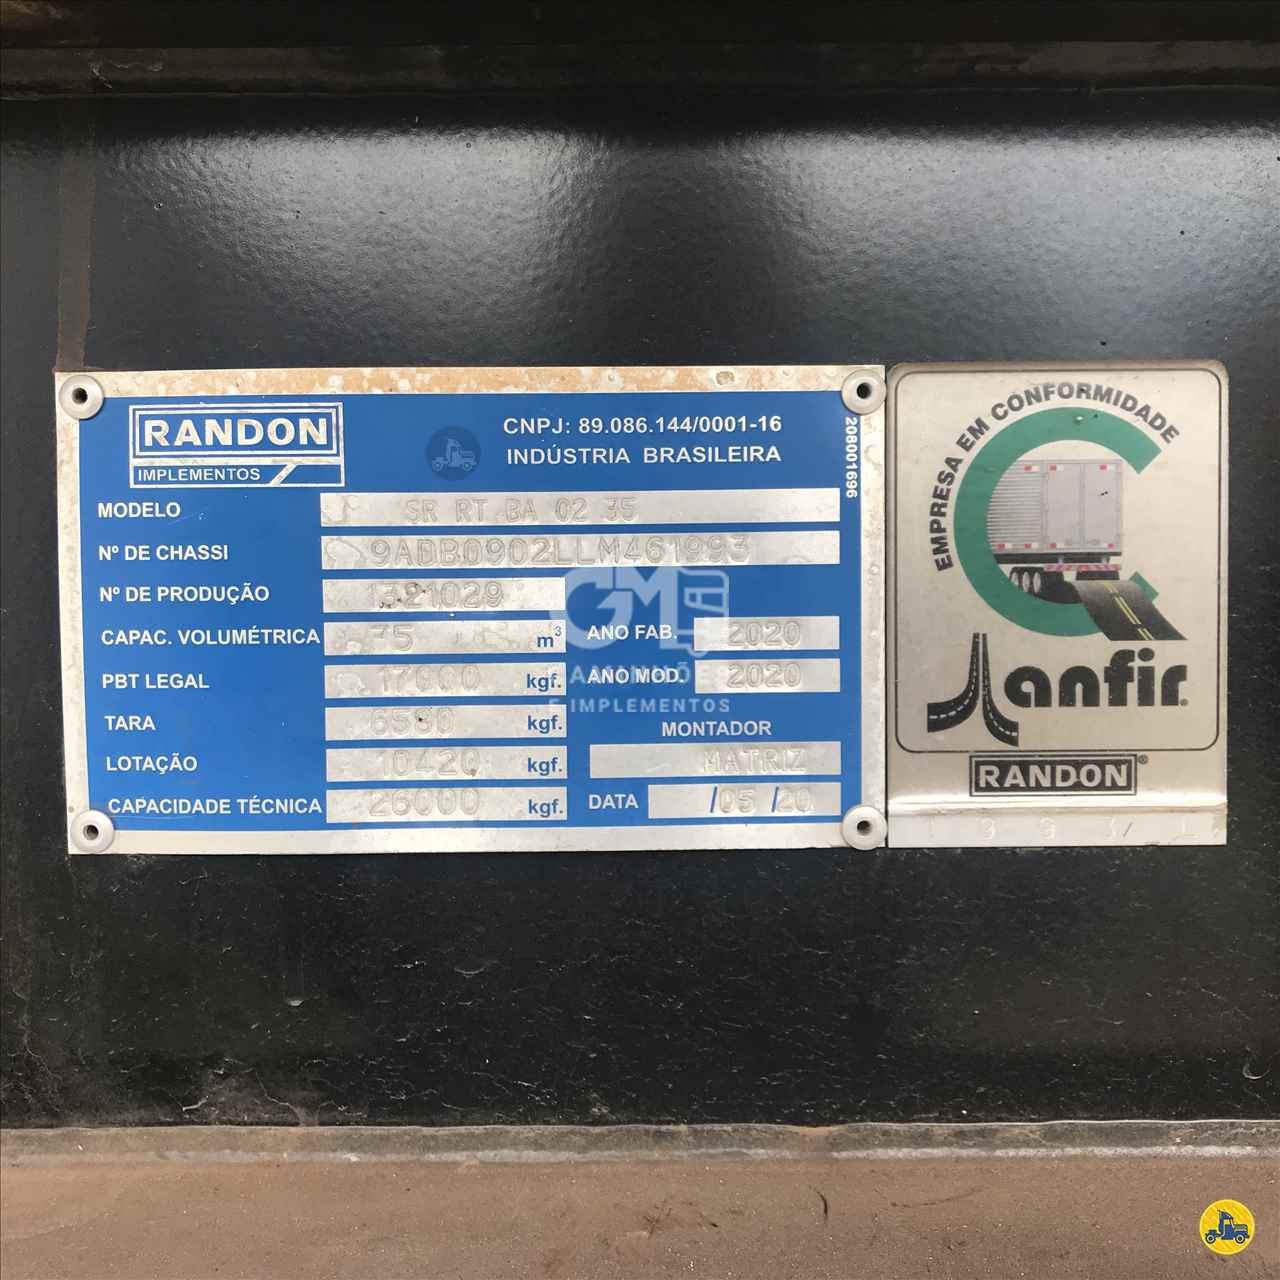 RANDON
IMPLEMENTOS
CNPJ: 89.086.144/0001-16
INDÚSTRIA BRASILEIRA
208001696
MODELO SR RT BA 02 35
Nº DE CHASSI 9ADB0902LLM461993
Nº DE PRODUÇÃO 1321029
CAPAC. VOLUMÉTRICA 35 m³ ANO FAB. 2020
PBT LEGAL 17000 kgf. ANO MOD. 2020
TARA 6580 kgf. MONTADOR
LOTAÇÃO 10420 kgf. MATRIZ
CAPACIDADE TÉCNICA 26000 kgf. DATA /05/20
GM
CAMINHÕES
E IMPLEMENTOS
EMPRESA EM CONFORMIDADE
anfir
RANDON